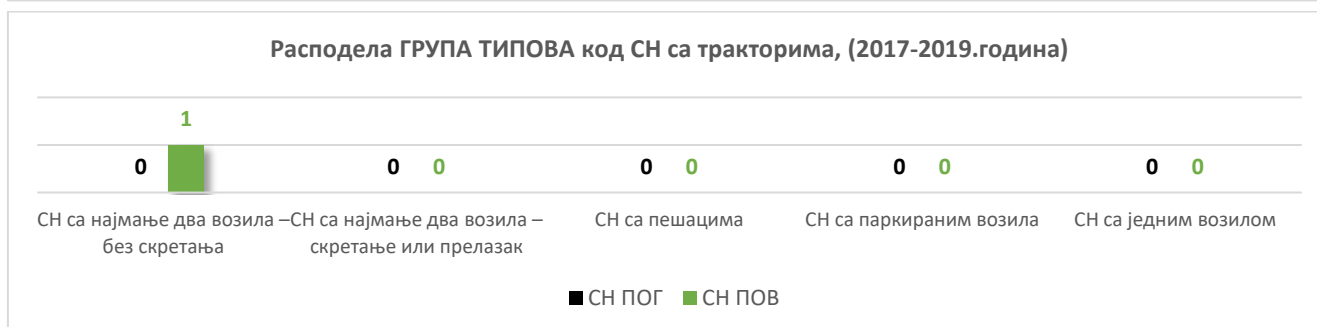 Расподела ГРУПА ТИПОВА код СН са тракторима, (2017-2019.година)
1
0 0 0 0 0 0 0 0 0
СН са најмање два возила – без скретања
СН са најмање два возила – скретање или прелазак
СН са пешацима
СН са паркираним возила
СН са једним возилом
СН ПОГ СН ПОВ